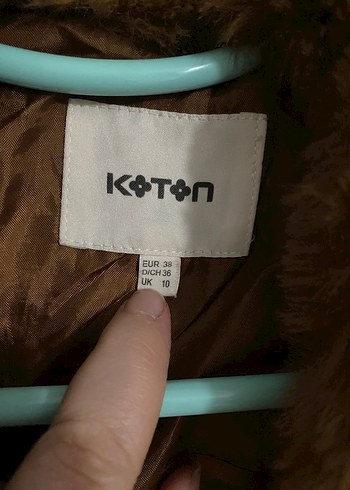 KOTON
EUR 38
D/CH 36
UK 10